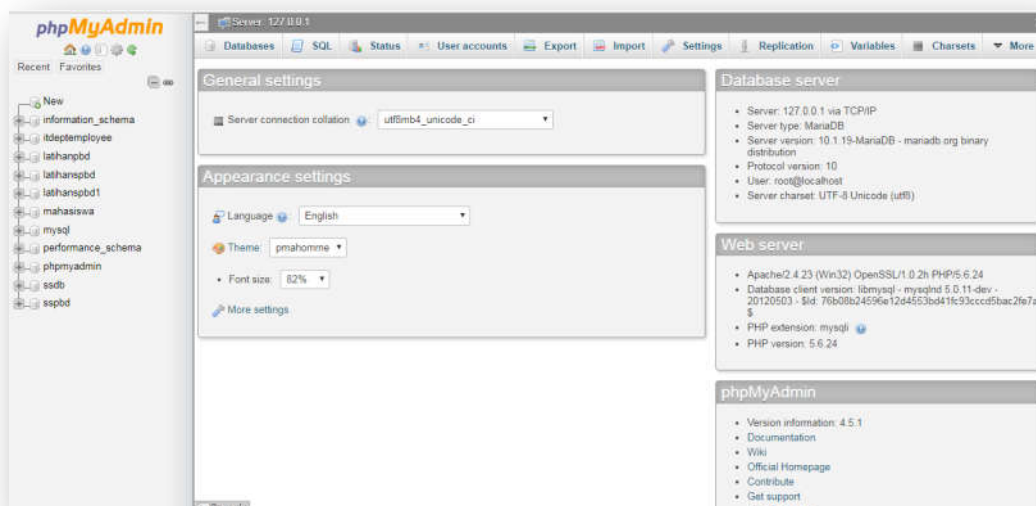 phpMyAdmin
Recent Favorites
New
information_schema
itdeptemployee
latihanpbd
latihanspbd
latihanspbd1
mahasiswa
mysql
performance_schema
phpmyadmin
ssdb
sspbd
Server: 127.0.0.1
Databases SQL Status User accounts Export Import Settings Replication Variables Charsets More
General settings
Server connection collation : utf8mb4_unicode_ci
Appearance settings
Language : English
Theme: pmahomme
• Font size: 82%
More settings
Database server
• Server: 127.0.0.1 via TCP/IP
• Server type: MariaDB
• Server version: 10.1.19-MariaDB - mariadb.org binary
distribution
• Protocol version: 10
• User: root@localhost
• Server charset: UTF-8 Unicode (utf8)
Web server
• Apache/2.4.23 (Win32) OpenSSL/1.0.2h PHP/5.6.24
• Database client version: libmysql - mysqlnd 5.0.11-dev -
20120503 - $Id: 76b08b24596e12d4553bd41fc93cccd5bac2fe7a
$
• PHP extension: mysqli
• PHP version: 5.6.24
phpMyAdmin
• Version information: 4.5.1
• Documentation
• Wiki
• Official Homepage
• Contribute
• Get support